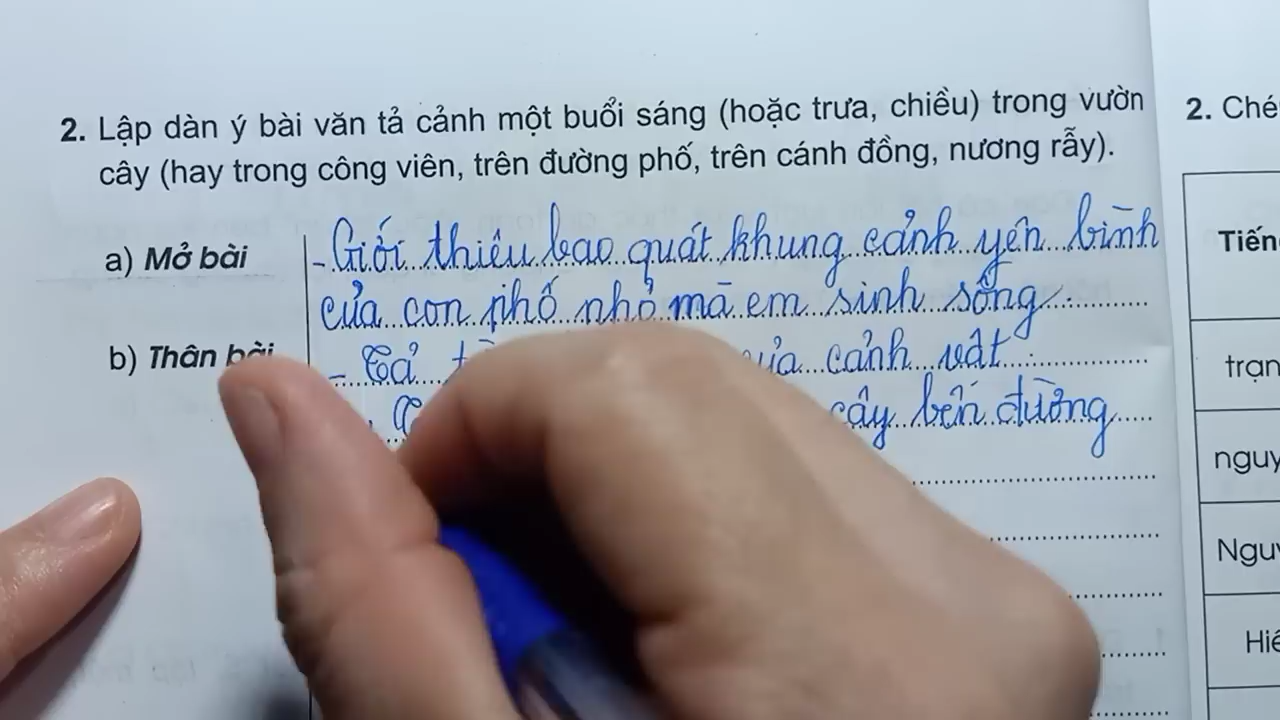 2. Lập dàn ý bài văn tả cảnh một buổi sáng (hoặc trưa, chiều) trong vườn
cây (hay trong công viên, trên đường phố, trên cánh đồng, nương rẫy).
a) Mở bài
- Giới thiệu bao quát khung cảnh yên bình
của con phố nhỏ mà em sinh sống.
b) Thân bài
- Tả cảnh vật
cây bên đường
2. Ché
Tiến
trạn
nguy
Nguy
Hiế